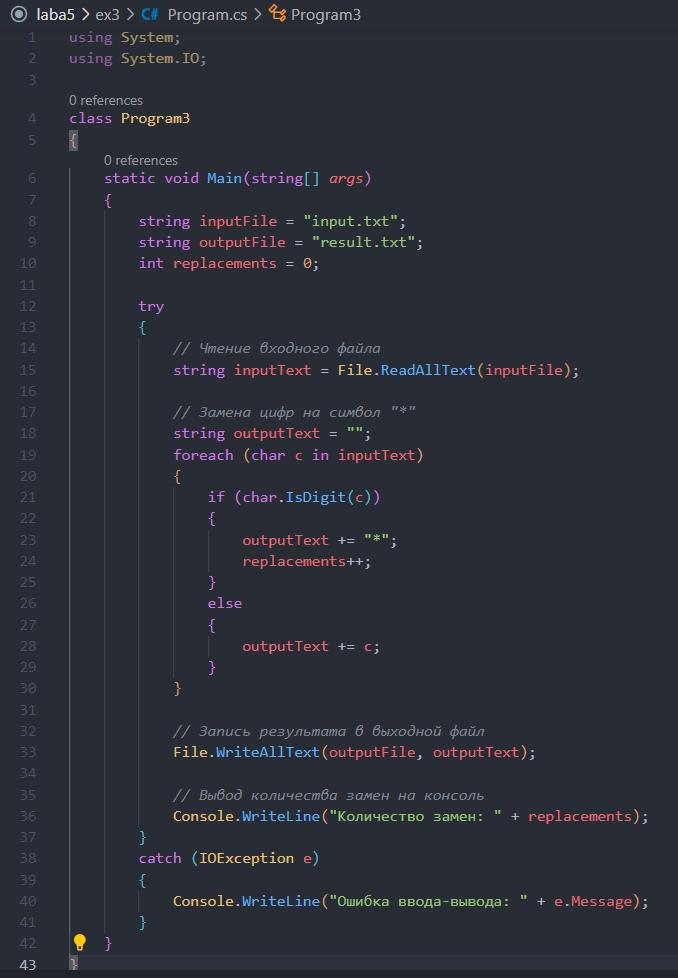 laba5 > ex3 > C# Program.cs > Program3
1 using System;
2 using System.IO;
3
0 references
4 class Program3
5 {
0 references
6 static void Main(string[] args)
7 {
8 string inputFile = "input.txt";
9 string outputFile = "result.txt";
10 int replacements = 0;
11
12 try
13 {
14 // Чтение входного файла
15 string inputText = File.ReadAllText(inputFile);
16
17 // Замена цифр на символ "*"
18 string outputText = "";
19 foreach (char c in inputText)
20 {
21 if (char.IsDigit(c))
22 {
23 outputText += "*";
24 replacements++;
25 }
26 else
27 {
28 outputText += c;
29 }
30 }
31
32 // Запись результата в выходной файл
33 File.WriteAllText(outputFile, outputText);
34
35 // Вывод количества замен на консоль
36 Console.WriteLine("Количество замен: " + replacements);
37 }
38 catch (IOException e)
39 {
40 Console.WriteLine("Ошибка ввода-вывода: " + e.Message);
41 }
42 }
43 }